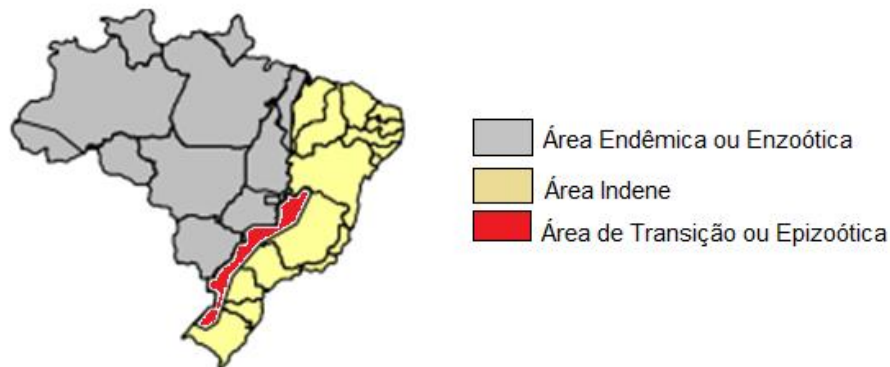 Área Endêmica ou Enzoótica
Área Indene
Área de Transição ou Epizoótica